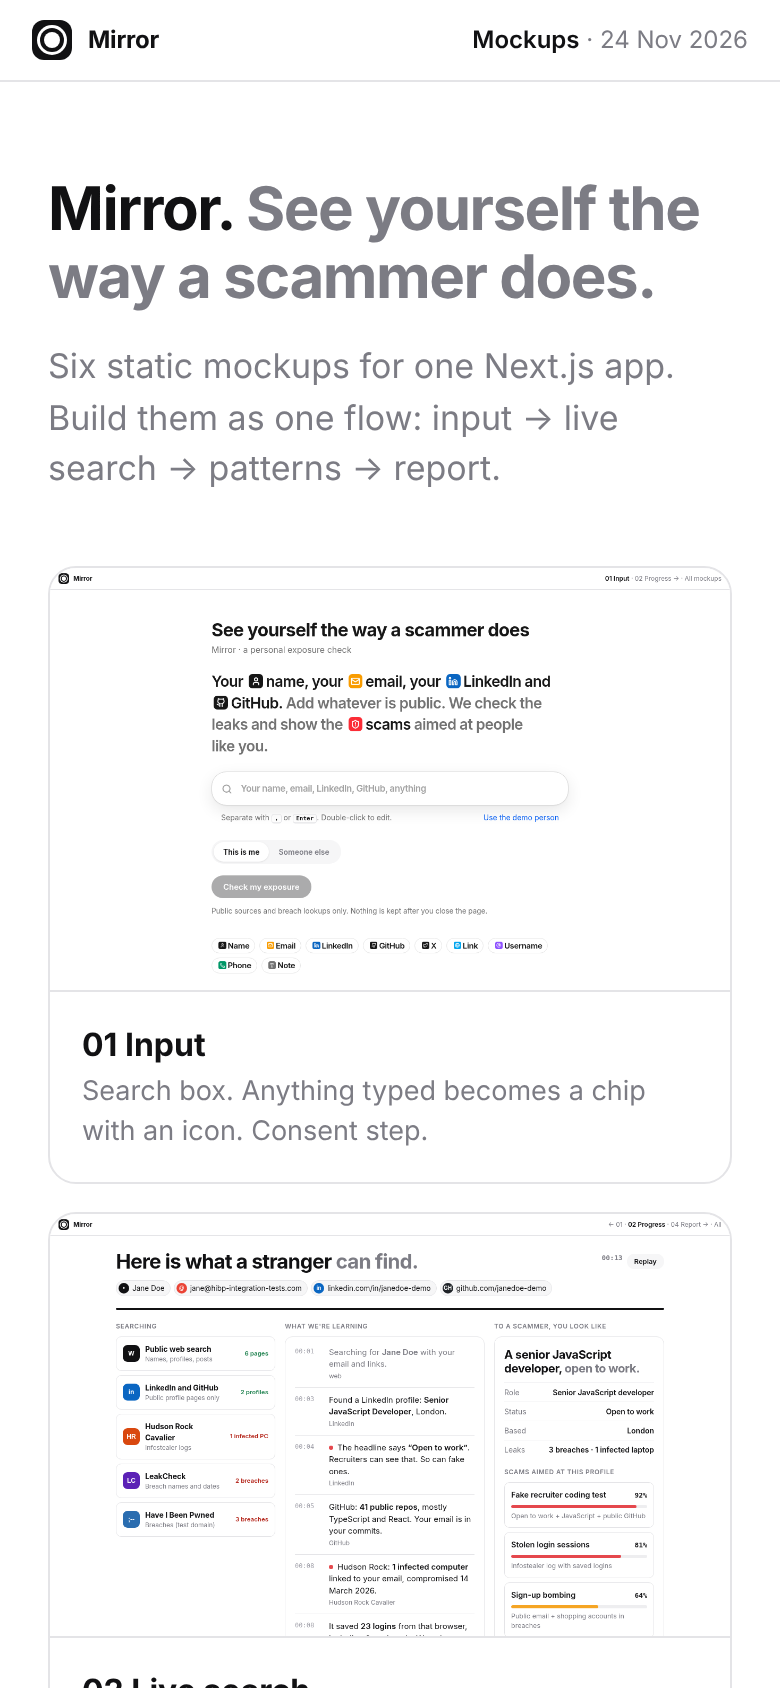 Mirror
Mockups · 24 Nov 2026
Mirror. See yourself the
way a scammer does.
Six static mockups for one Next.js app.
Build them as one flow: input → live
search → patterns → report.
Mirror
01 Input · 02 Progress → · All mockups
See yourself the way a scammer does
Mirror · a personal exposure check
Your name, your email, your LinkedIn and
GitHub. Add whatever is public. We check the
leaks and show the scams aimed at people
like you.
Your name, email, LinkedIn, GitHub, anything
Separate with , or Enter. Double-click to edit.
Use the demo person
This is me
Someone else
Check my exposure
Public sources and breach lookups only. Nothing is kept after you close the page.
Name Email LinkedIn GitHub X Link Username
Phone Note
01 Input
Search box. Anything typed becomes a chip
with an icon. Consent step.
Mirror
← 01 · 02 Progress · 04 Report → · All
Here is what a stranger can find.
00:13
Replay
Jane Doe
jane@hibp-integration-tests.com
linkedin.com/in/janedoe-demo
GH github.com/janedoe-demo
SEARCHING
W
Public web search
Names, profiles, posts
6 pages
in
LinkedIn and GitHub
Public profile pages only
2 profiles
HR
Hudson Rock
Cavalier
Infostealer logs
1 infected PC
LC
LeakCheck
Breach names and dates
2 breaches
Have I Been Pwned
Breaches (test domain)
3 breaches
WHAT WE'RE LEARNING
00:01
Searching for Jane Doe with your
email and links.
web
00:03
Found a LinkedIn profile: Senior
JavaScript Developer, London.
LinkedIn
00:04
The headline says “Open to work”.
Recruiters can see that. So can fake
ones.
LinkedIn
00:05
GitHub: 41 public repos, mostly
TypeScript and React. Your email is in
your commits.
GitHub
00:08
Hudson Rock: 1 infected computer
linked to your email, compromised 14
March 2026.
Hudson Rock Cavalier
00:09
It saved 23 logins from that browser,
TO A SCAMMER, YOU LOOK LIKE
A senior JavaScript
developer, open to work.
Role Senior JavaScript developer
Status Open to work
Based London
Leaks 3 breaches · 1 infected laptop
SCAMS AIMED AT THIS PROFILE
Fake recruiter coding test 92%
Open to work + JavaScript + public GitHub
Stolen login sessions 81%
Infostealer log with saved logins
Sign-up bombing 64%
Public email + shopping accounts in
breaches
02 Live search